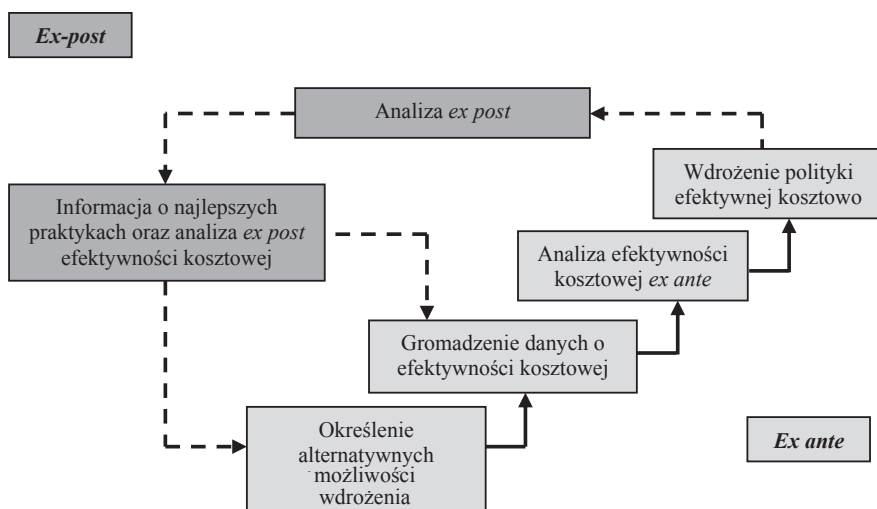 Ex-post
Analiza ex post
Wdrożenie polityki
efektywnej kosztowo
Informacja o najlepszych
praktykach oraz analiza ex post
efektywności kosztowej
Analiza efektywności
kosztowej ex ante
Gromadzenie danych o
efektywności kosztowej
Określenie
alternatywnych
możliwości
wdrożenia
Ex ante